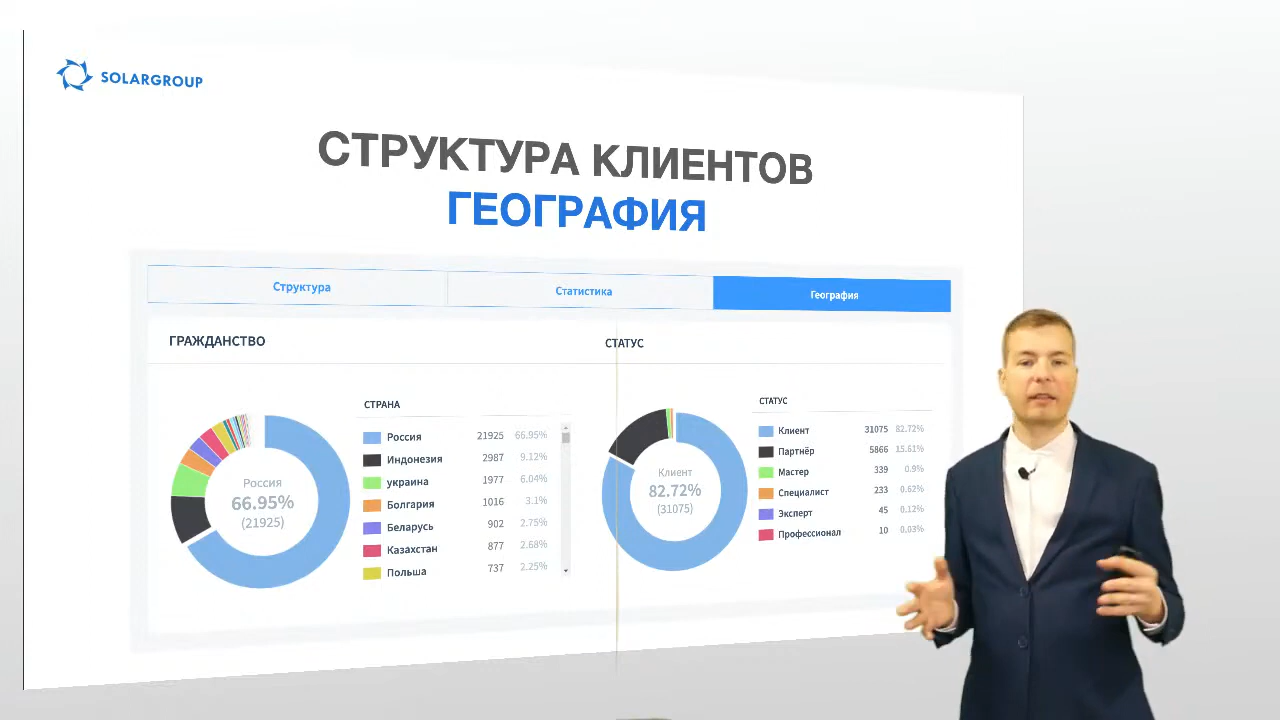 SOLARGROUP
СТРУКТУРА КЛИЕНТОВ
ГЕОГРАФИЯ
Структура
Статистика
География
ГРАЖДАНСТВО
СТРАНА
Россия 21925 66.95%
Индонезия 2987 9.12%
украина 1977 6.04%
Болгария 1016 3.1%
Беларусь 902 2.75%
Казахстан 877 2.68%
Польша 737 2.25%
Россия
66.95%
(21925)
СТАТУС
СТАТУС
Клиент 31075 82.72%
Партнёр 5866 15.61%
Мастер 339 0.9%
Специалист 233 0.62%
Эксперт 45 0.12%
Профессионал 10 0.03%
Клиент
82.72%
(31075)